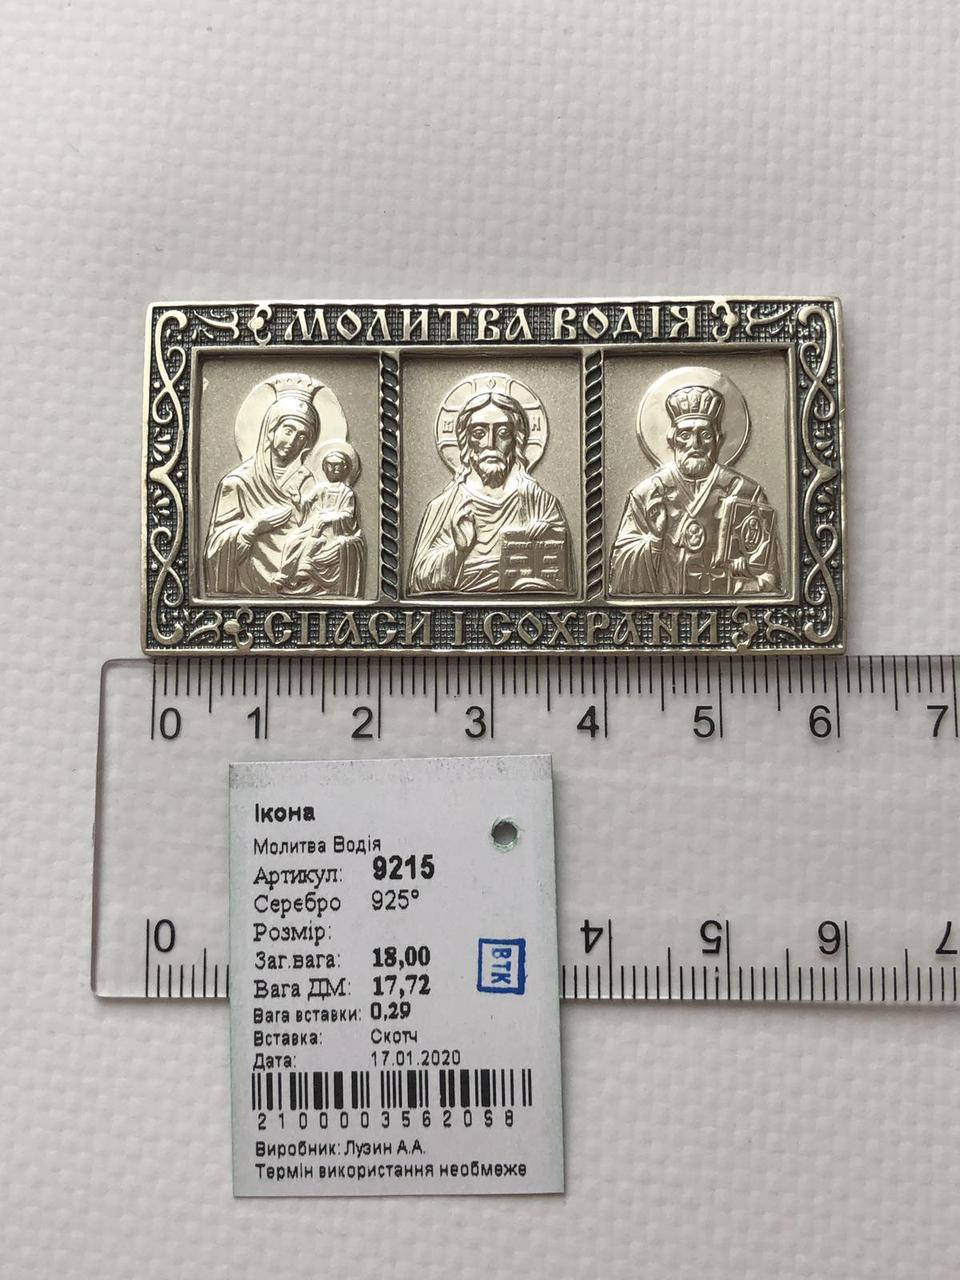 МОЛИТВА ВОДІЯ
СПАСИ І СОХРАНИ
0 1 2 3 4 5 6 7
Ікона
Молитва Водія
Артикул: 9215
Серебро 925°
Розмір:
Заг.вага: 18,00
Вага ДМ: 17,72
Вага вставки: 0,29
Вставка: Скотч
Дата: 17.01.2020
ВТК
2100003562058
Виробник: Лузин А.А.
Термін використання необмеже
0 4 5 6 7